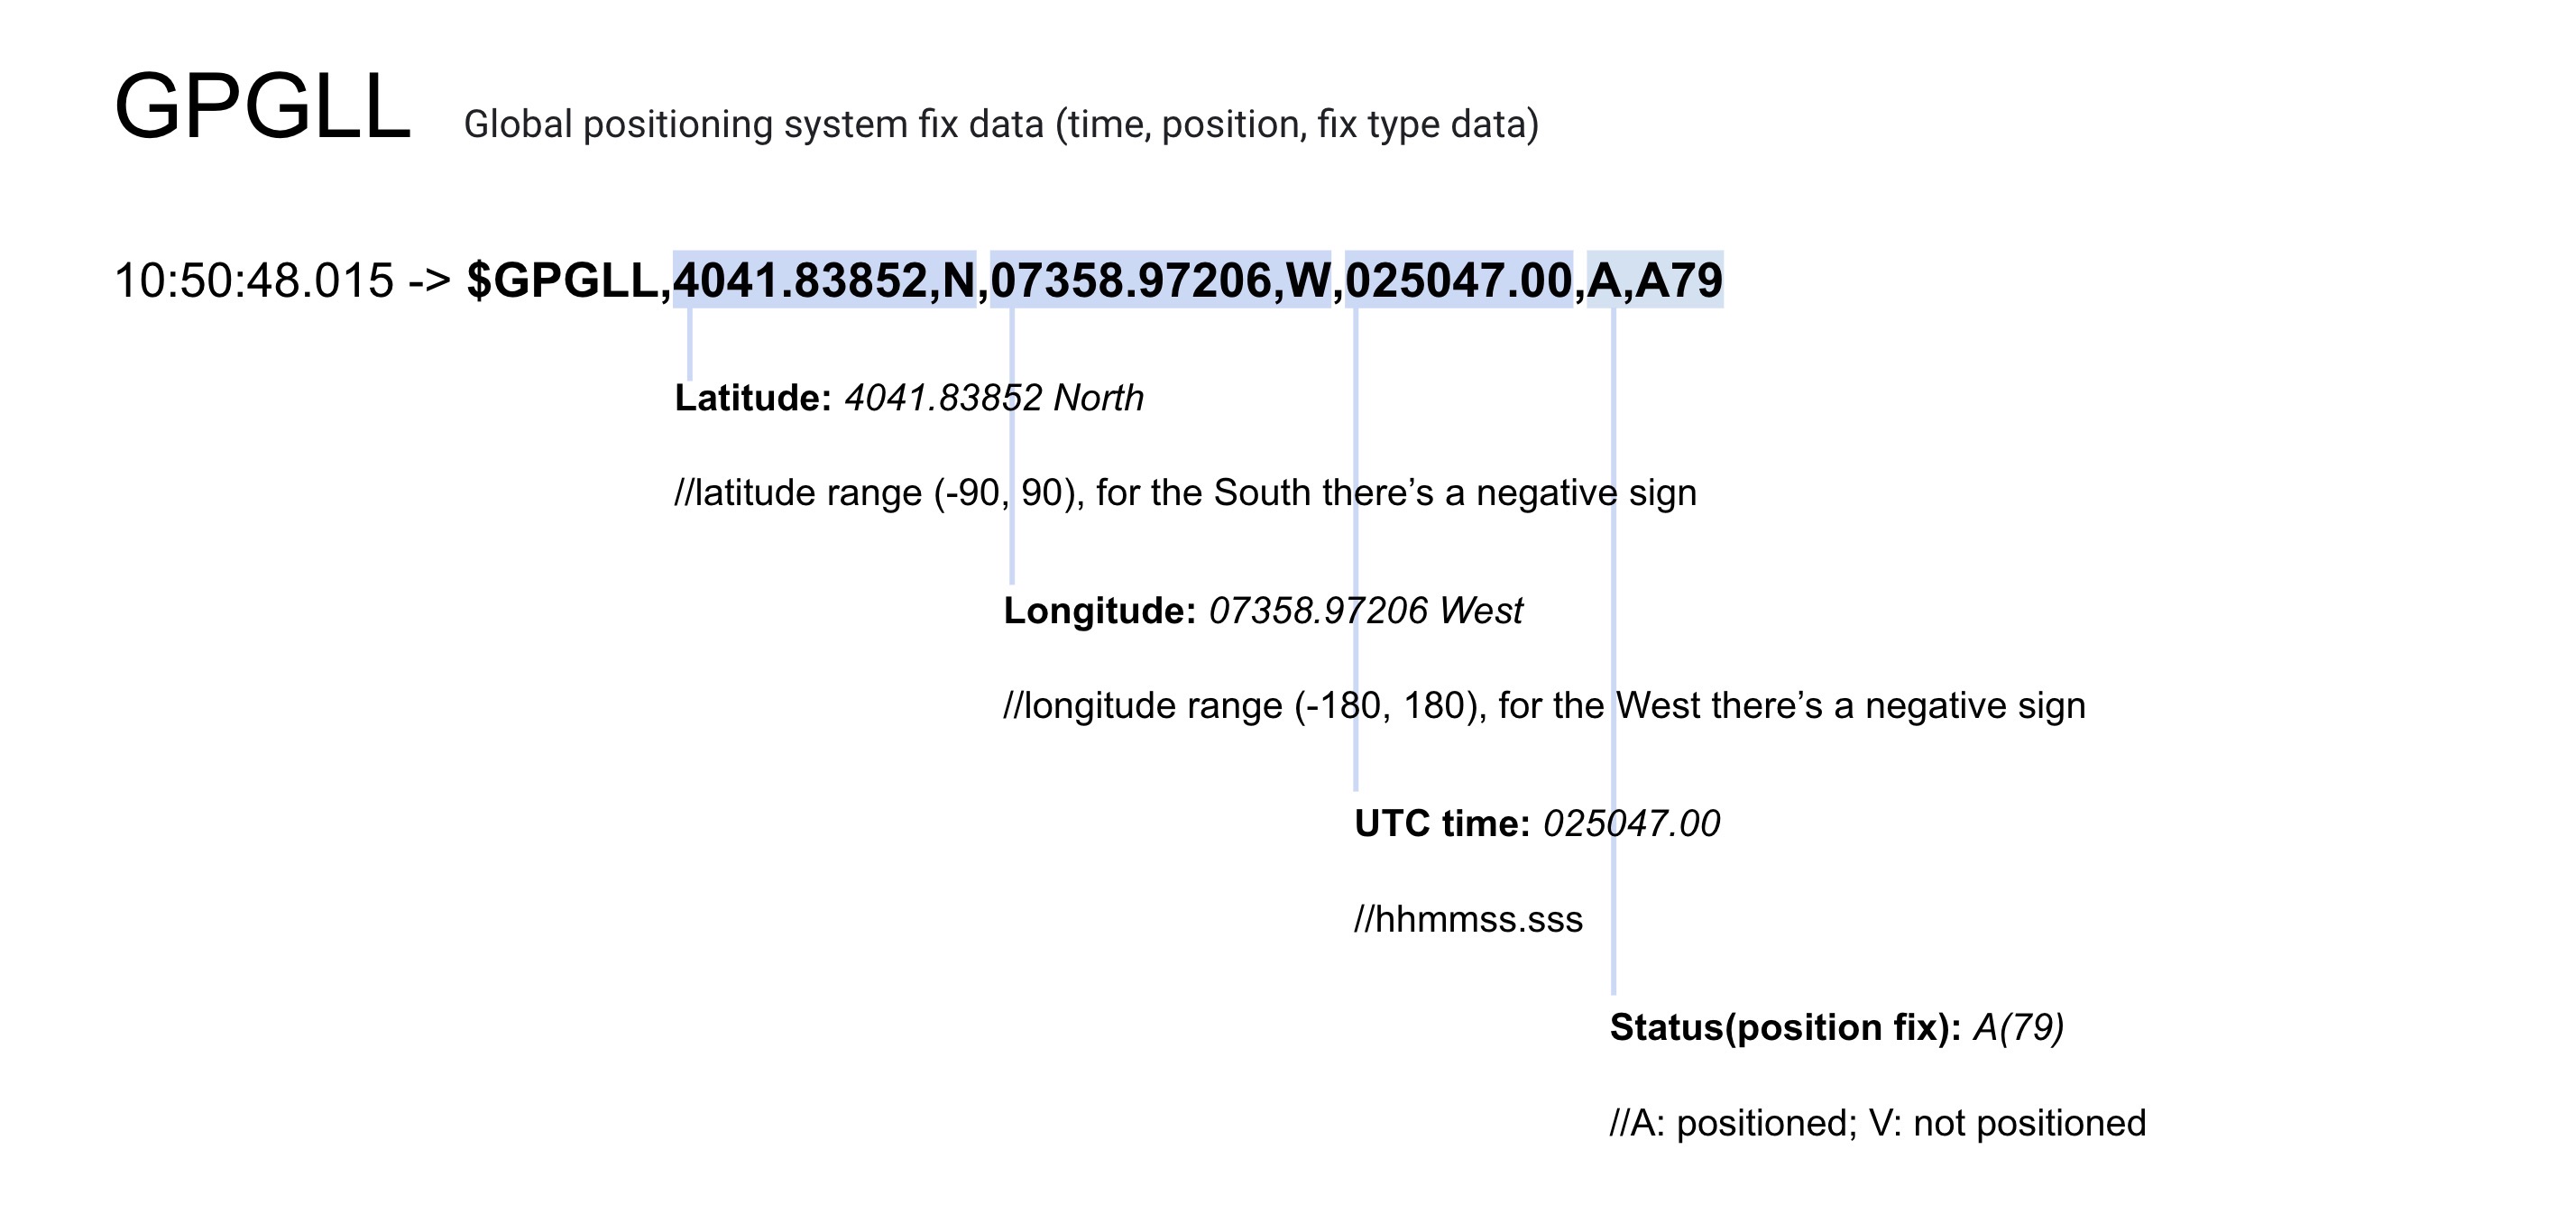 GPGLL Global positioning system fix data (time, position, fix type data)
10:50:48.015 -> $GPGLL,4041.83852,N,07358.97206,W,025047.00,A,A79
Latitude: 4041.83852 North
//latitude range (-90, 90), for the South there’s a negative sign
Longitude: 07358.97206 West
//longitude range (-180, 180), for the West there’s a negative sign
UTC time: 025047.00
//hhmmss.sss
Status(position fix): A(79)
//A: positioned; V: not positioned